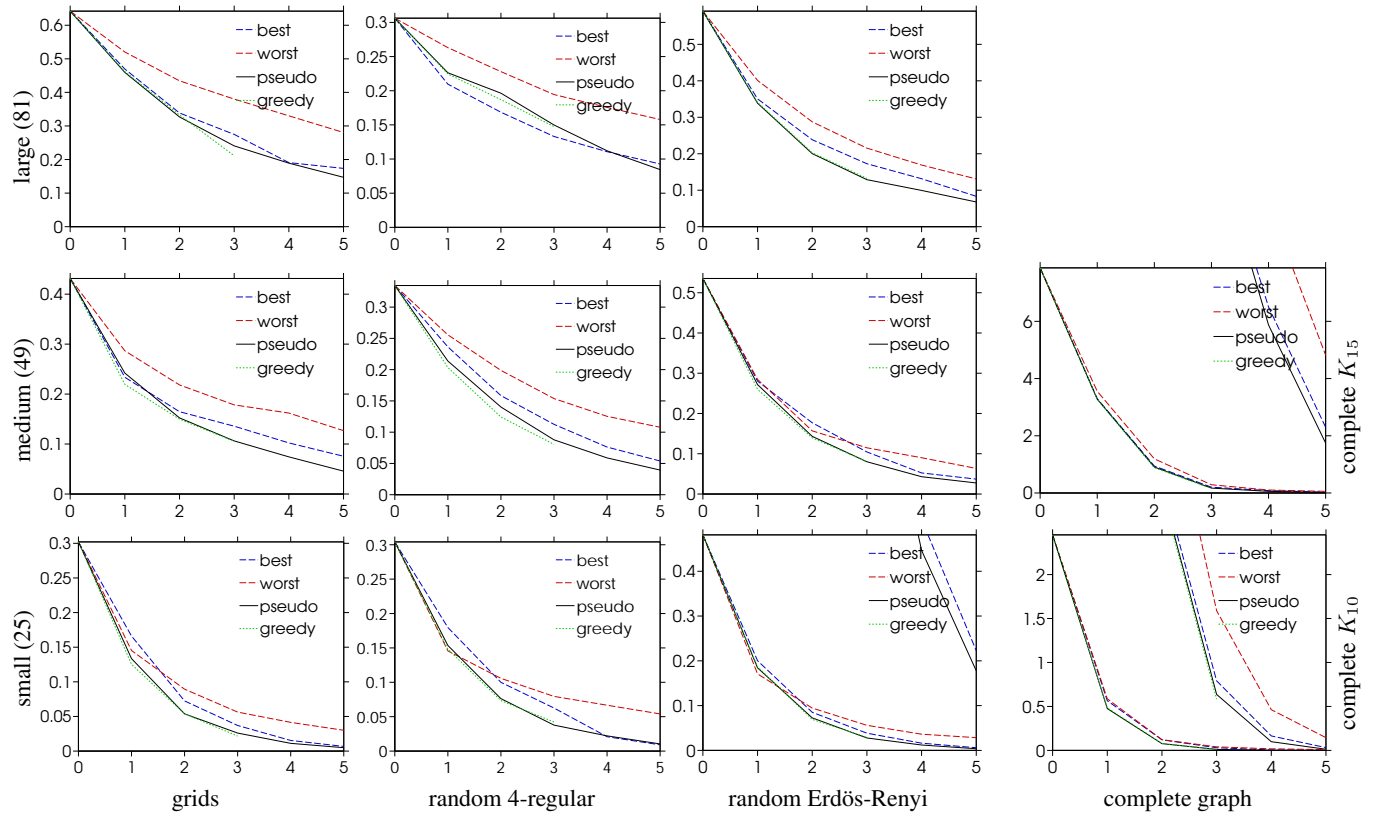 large (81)
0.6
0.5
0.4
0.3
0.2
0.1
0
0 1 2 3 4 5
best
worst
pseudo
greedy
0.3
0.25
0.2
0.15
0.1
0.05
0
0 1 2 3 4 5
best
worst
pseudo
greedy
0.5
0.4
0.3
0.2
0.1
0
0 1 2 3 4 5
best
worst
pseudo
greedy
medium (49)
0.4
0.3
0.2
0.1
0
0 1 2 3 4 5
best
worst
pseudo
greedy
0.3
0.25
0.2
0.15
0.1
0.05
0
0 1 2 3 4 5
best
worst
pseudo
greedy
0.5
0.4
0.3
0.2
0.1
0
0 1 2 3 4 5
best
worst
pseudo
greedy
6
4
2
0
0 1 2 3 4 5
best
worst
pseudo
greedy
complete K15
small (25)
0.3
0.25
0.2
0.15
0.1
0.05
0
0 1 2 3 4 5
best
worst
pseudo
greedy
grids
0.3
0.25
0.2
0.15
0.1
0.05
0
0 1 2 3 4 5
best
worst
pseudo
greedy
random 4-regular
0.4
0.3
0.2
0.1
0
0 1 2 3 4 5
best
worst
pseudo
greedy
random Erdös-Renyi
2
1.5
1
0.5
0
0 1 2 3 4 5
best
worst
pseudo
greedy
complete K10
complete graph